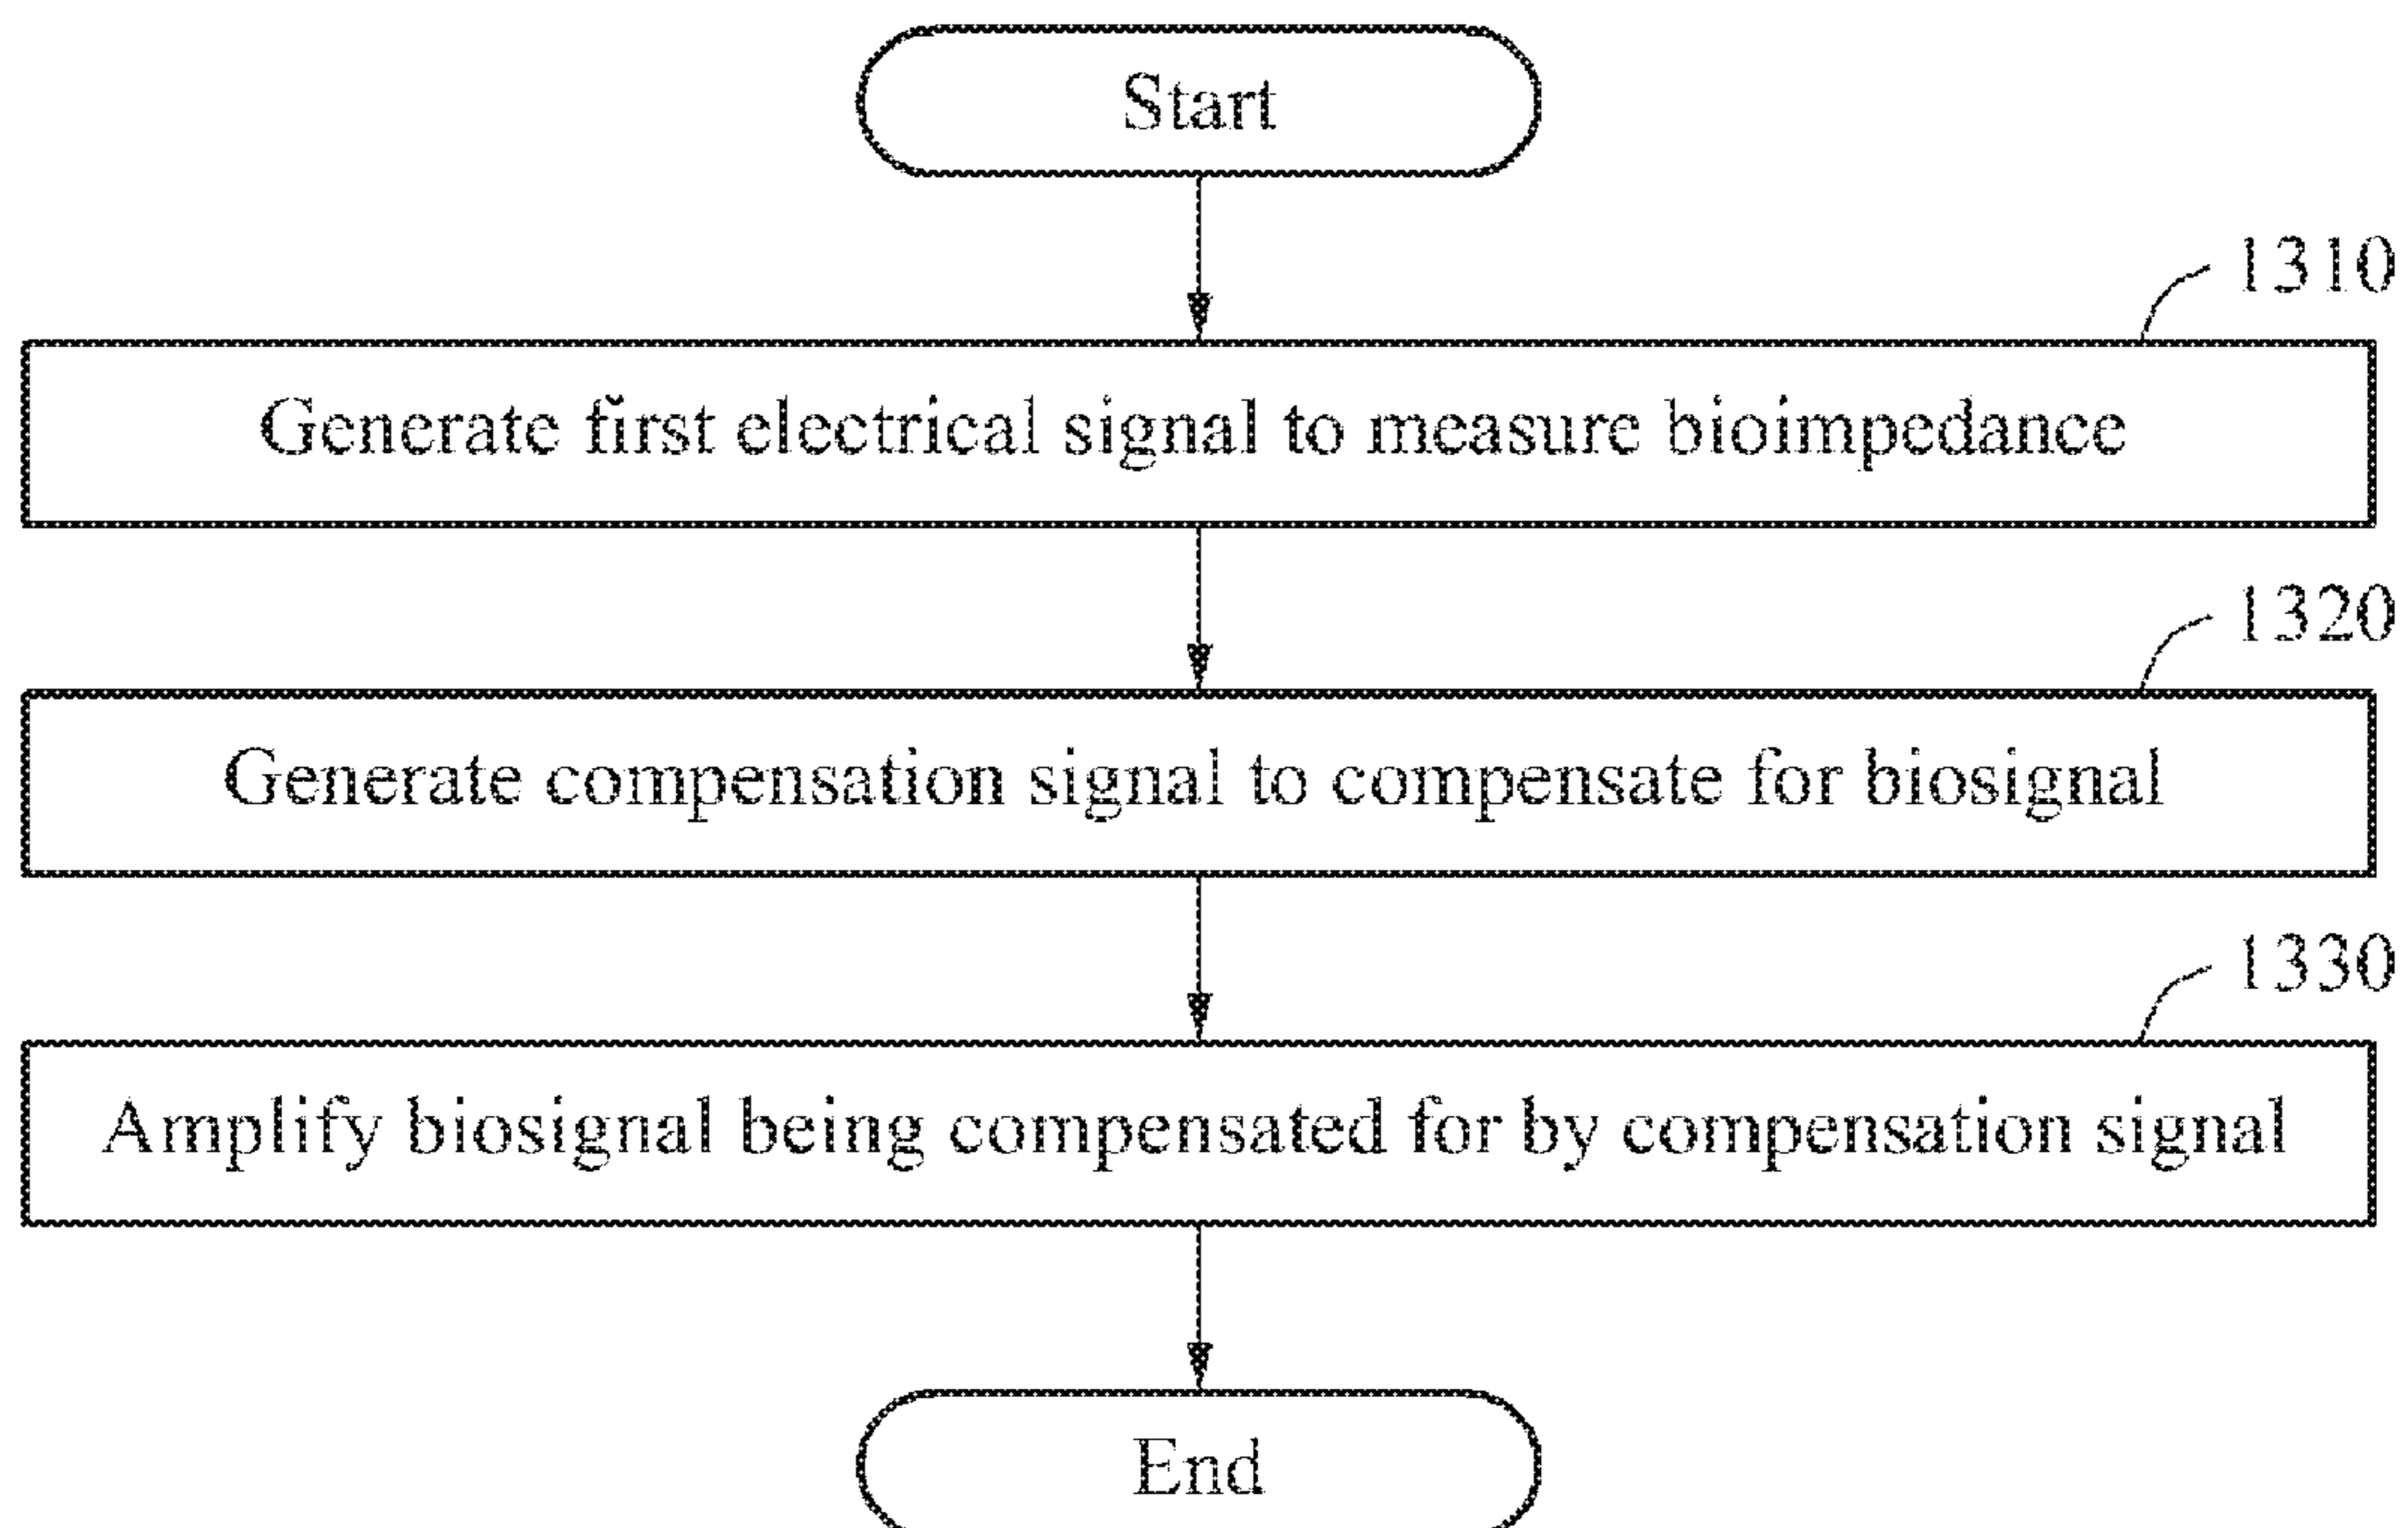 Start
1310
Generate first electrical signal to measure bioimpedance
1320
Generate compensation signal to compensate for biosignal
1330
Amplify biosignal being compensated for by compensation signal
End